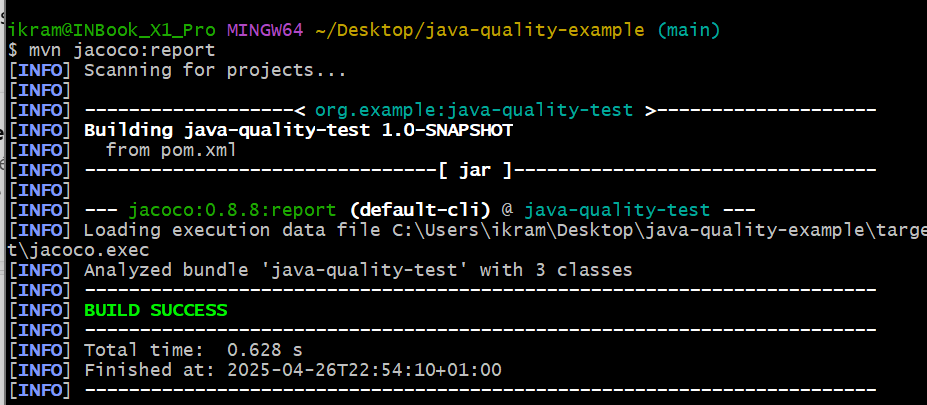 ikram@INBook_X1_Pro MINGW64 ~/Desktop/java-quality-example (main)
$ mvn jacoco:report
[INFO] Scanning for projects...
[INFO]
[INFO] -------------------< org.example:java-quality-test >--------------------
[INFO] Building java-quality-test 1.0-SNAPSHOT
[INFO]   from pom.xml
[INFO] --------------------------------[ jar ]---------------------------------
[INFO]
[INFO] --- jacoco:0.8.8:report (default-cli) @ java-quality-test ---
[INFO] Loading execution data file C:\Users\ikram\Desktop\java-quality-example\targe
t\jacoco.exec
[INFO] Analyzed bundle 'java-quality-test' with 3 classes
[INFO] ------------------------------------------------------------------------
[INFO] BUILD SUCCESS
[INFO] ------------------------------------------------------------------------
[INFO] Total time:  0.628 s
[INFO] Finished at: 2025-04-26T22:54:10+01:00
[INFO] ------------------------------------------------------------------------